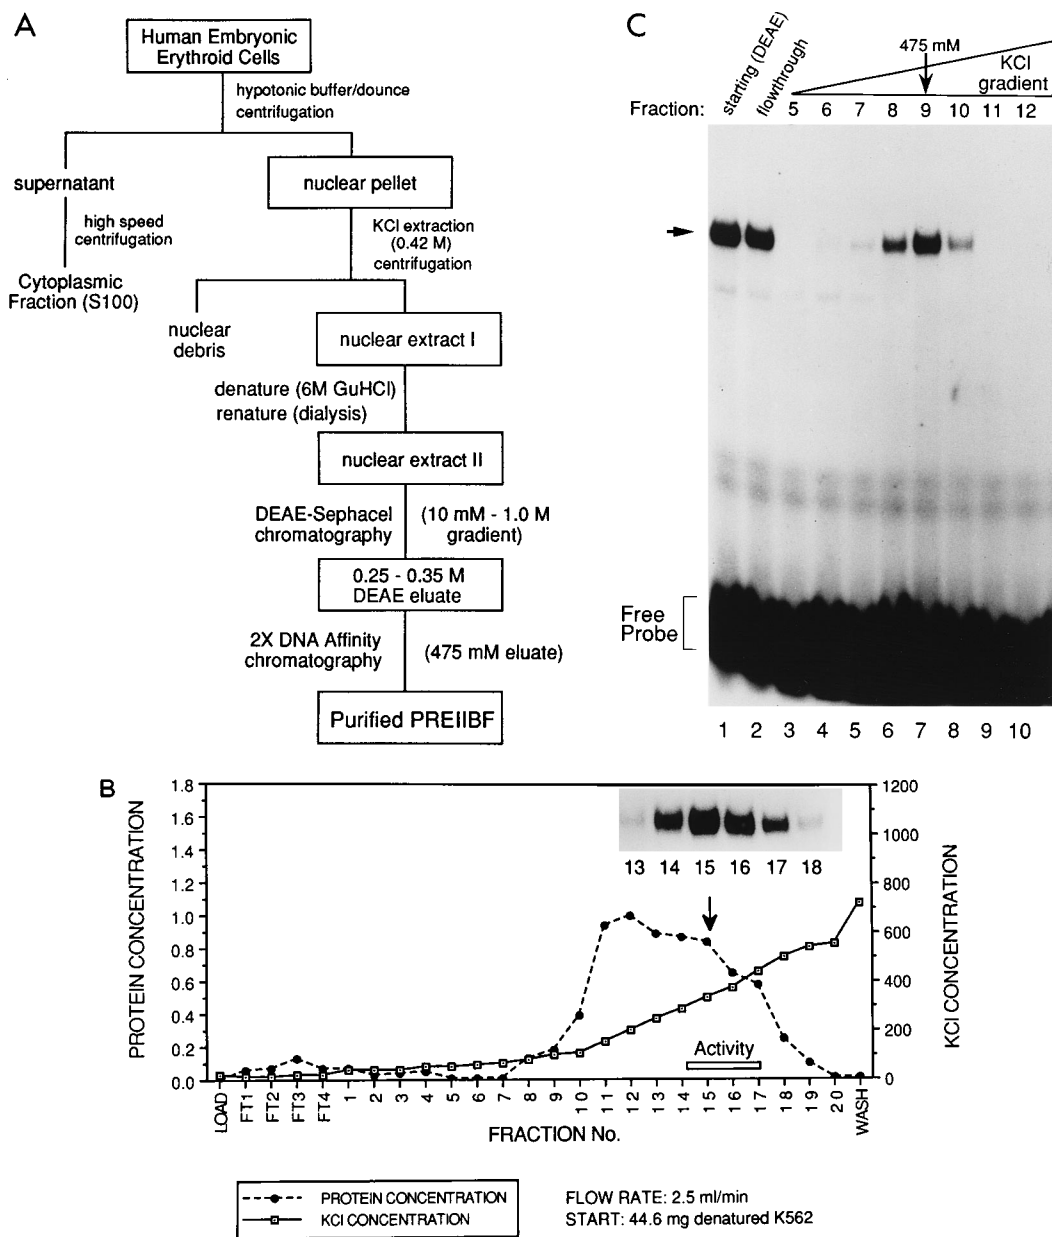 A
Human Embryonic
Erythroid Cells
hypotonic buffer/dounce
centrifugation
supernatant
nuclear pellet
high speed
centrifugation
KCl extraction
(0.42 M)
centrifugation
Cytoplasmic
Fraction (S100)
nuclear
debris
nuclear extract I
denature (6M GuHCl)
renature (dialysis)
nuclear extract II
DEAE-Sephacel
chromatography
(10 mM - 1.0 M
gradient)
0.25 - 0.35 M
DEAE eluate
2X DNA Affinity
chromatography
(475 mM eluate)
Purified PREIIBF
C
starting (DEAE)
flowthrough
475 mM
KCl
gradient
Fraction: 5 6 7 8 9 10 11 12
Free
Probe
1 2 3 4 5 6 7 8 9 10
B
PROTEIN CONCENTRATION
1.8
1.6
1.4
1.2
1.0
0.8
0.6
0.4
0.2
0.0
13 14 15 16 17 18
Activity
1200
1000
800
600
400
200
0
KCl CONCENTRATION
LOAD FT1 FT2 FT3 FT4 1 2 3 4 5 6 7 8 9 10 11 12 13 14 15 16 17 18 19 20 WASH
FRACTION No.
PROTEIN CONCENTRATION
KCl CONCENTRATION
FLOW RATE: 2.5 ml/min
START: 44.6 mg denatured K562